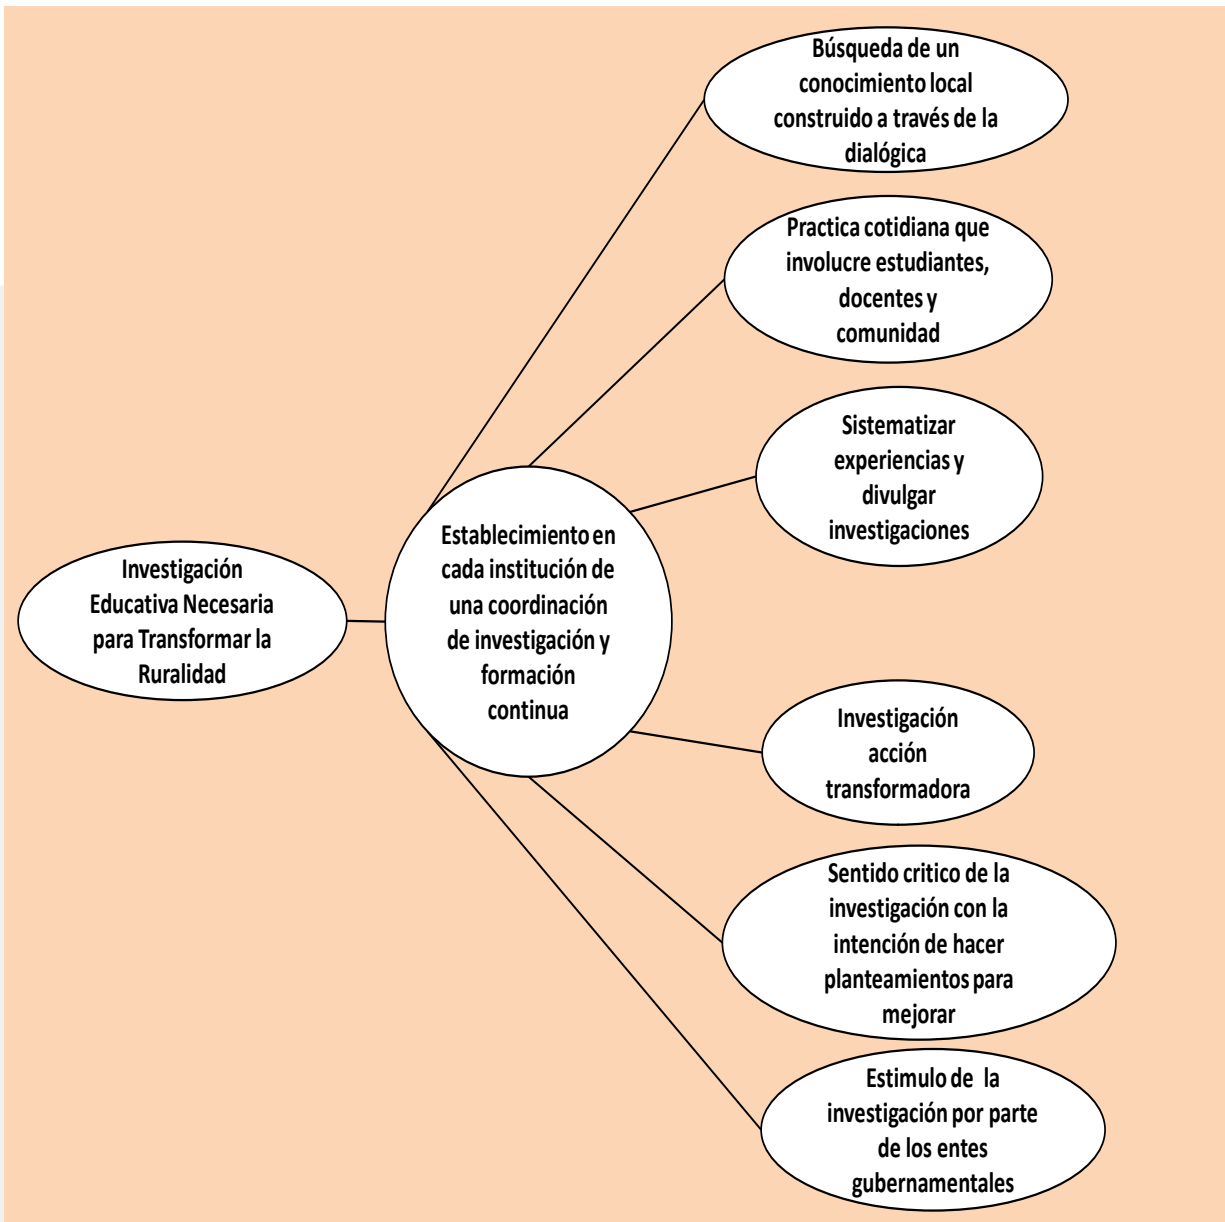 Búsqueda de un
conocimiento local
construido a través de la
dialógica
Practica cotidiana que
involucre estudiantes,
docentes y
comunidad
Sistematizar
experiencias y
divulgar
investigaciones
Establecimiento en
cada institución de
una coordinación
de investigación y
formación
continua
Investigación
Educativa Necesaria
para Transformar la
Ruralidad
Investigación
acción
transformadora
Sentido critico de la
investigación con la
intención de hacer
planteamientos para
mejorar
Estimulo de la
investigación por parte
de los entes
gubernamentales